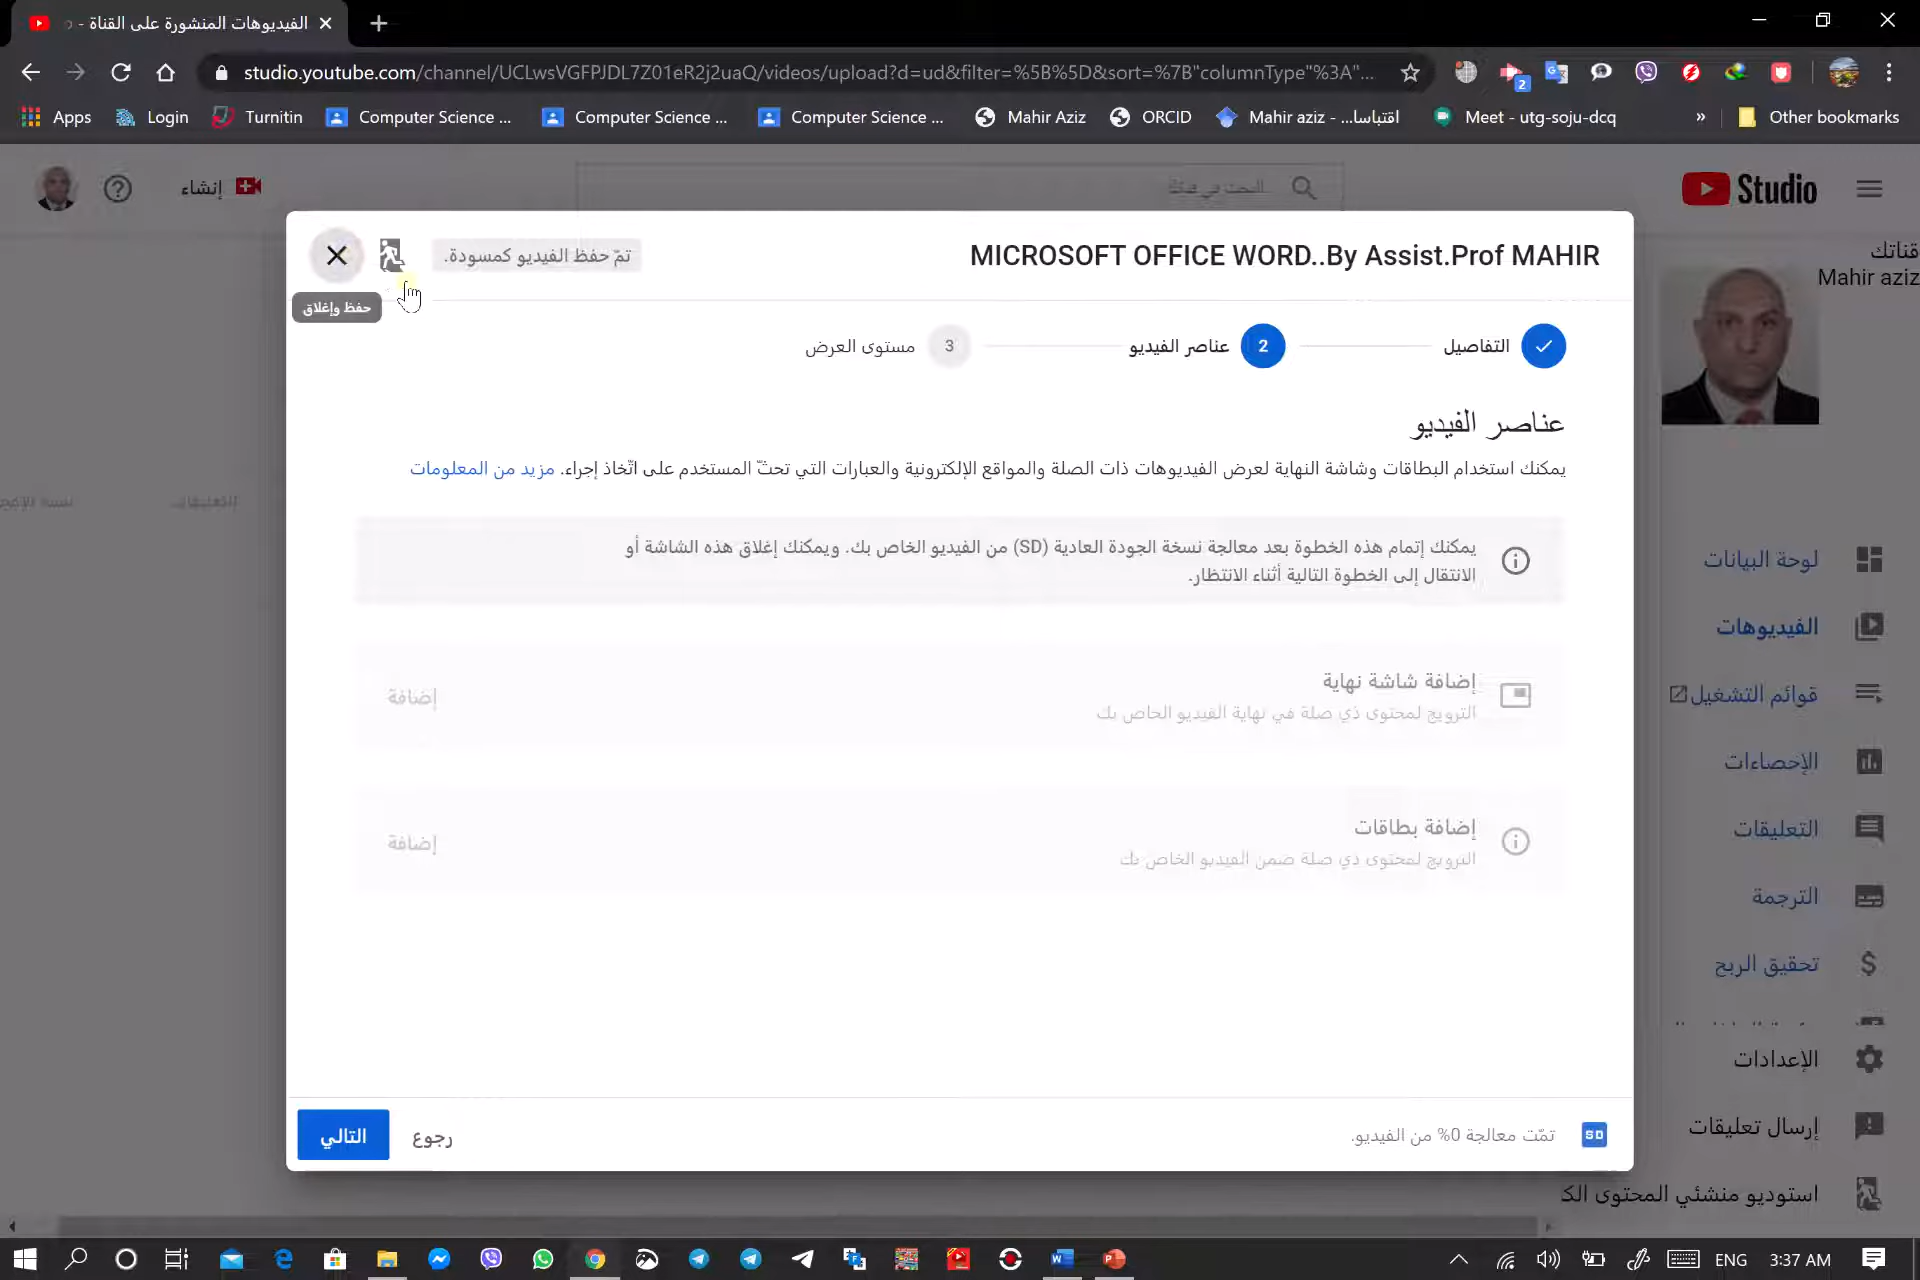 الفيديوهات المنشورة على القناة -
studio.youtube.com/channel/UCLwsVGFPJDL7Z01eR2j2uaQ/videos/upload?d=ud&filter=%5B%5D&sort=%7B"columnType"%3A"...
2
Apps
Login
Turnitin
Computer Science ...
Computer Science ...
Computer Science ...
Mahir Aziz
ORCID
Mahir aziz - اقتباسا...
Meet - utg-soju-dcq
»
Other bookmarks
Studio
البحث في قناتك
إنشاء
MICROSOFT OFFICE WORD..By Assist.Prof MAHIR
تمّ حفظ الفيديو كمسودة.
حفظ وإغلاق
قناتك
Mahir aziz
التفاصيل
2 عناصر الفيديو
3 مستوى العرض
عناصر الفيديو
يمكنك استخدام البطاقات وشاشة النهاية لعرض الفيديوهات ذات الصلة والمواقع الإلكترونية والعبارات التي تحثّ المستخدم على اتّخاذ إجراء. مزيد من المعلومات
التعليقات
يمكنك إتمام هذه الخطوة بعد معالجة نسخة الجودة العادية (SD) من الفيديو الخاص بك. ويمكنك إغلاق هذه الشاشة أو
الانتقال إلى الخطوة التالية أثناء الانتظار.
إضافة شاشة نهاية
الترويج لمحتوى ذي صلة في نهاية الفيديو الخاص بك
إضافة
إضافة بطاقات
الترويج لمحتوى ذي صلة ضمن الفيديو الخاص بك
إضافة
لوحة البيانات
الفيديوهات
قوائم التشغيل
الإحصاءات
التعليقات
الترجمة
تحقيق الربح
الإعدادات
إرسال تعليقات
استوديو منشئي المحتوى الك
SD
تمّت معالجة 0% من الفيديو.
رجوع
التالي
ENG
3:37 AM